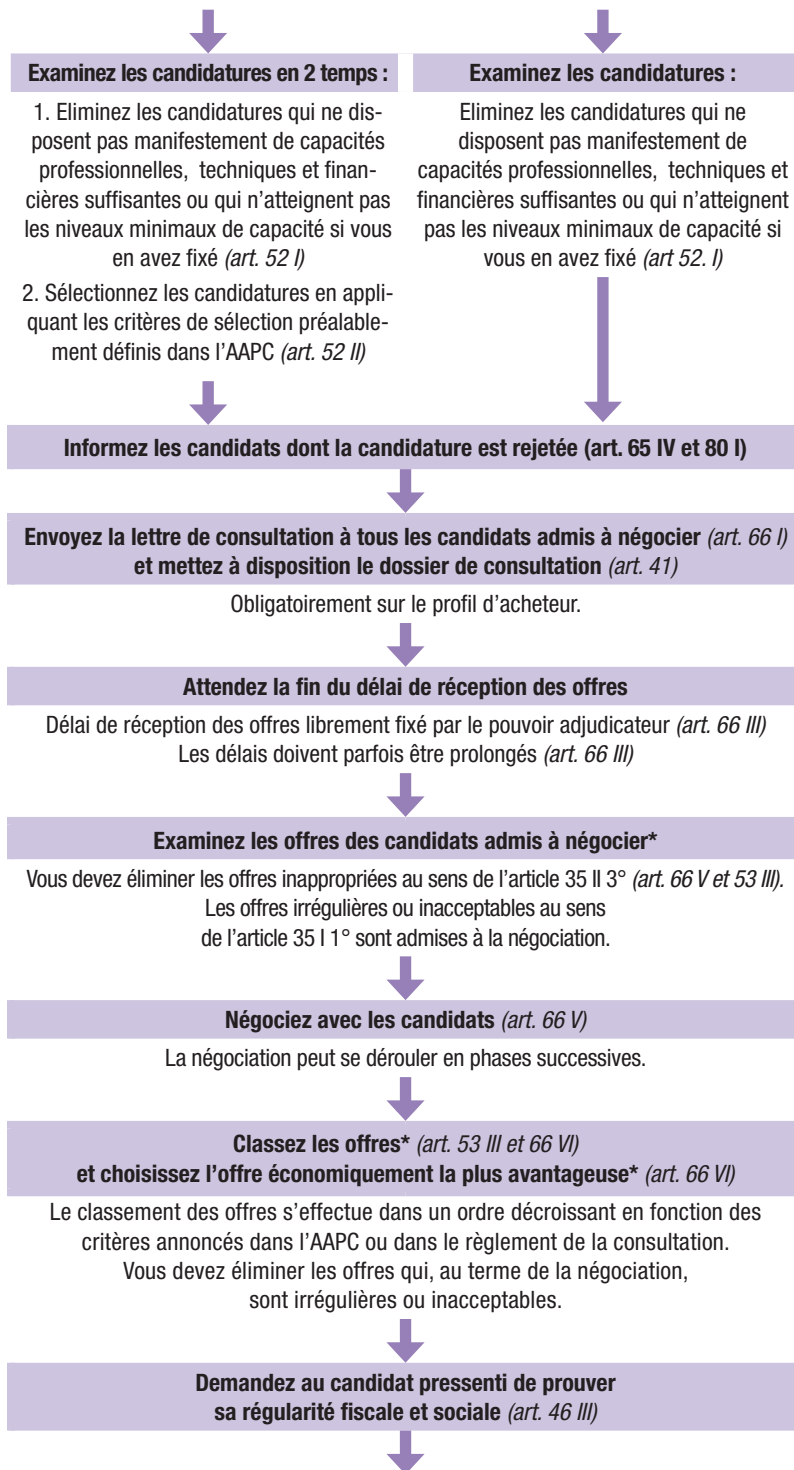 Examinez les candidatures en 2 temps :
1. Eliminez les candidatures qui ne dis-
posent pas manifestement de capacités
professionnelles, techniques et finan-
cières suffisantes ou qui n’atteignent pas
les niveaux minimaux de capacité si vous
en avez fixé (art. 52 I)
2. Sélectionnez les candidatures en appli-
quant les critères de sélection préalable-
ment définis dans l’AAPC (art. 52 II)
Examinez les candidatures :
Eliminez les candidatures qui ne
disposent pas manifestement de
capacités professionnelles, techniques et
financières suffisantes ou qui n’atteignent
pas les niveaux minimaux de capacité si
vous en avez fixé (art 52. I)
Informez les candidats dont la candidature est rejetée (art. 65 IV et 80 I)
Envoyez la lettre de consultation à tous les candidats admis à négocier (art. 66 I)
et mettez à disposition le dossier de consultation (art. 41)
Obligatoirement sur le profil d’acheteur.
Attendez la fin du délai de réception des offres
Délai de réception des offres librement fixé par le pouvoir adjudicateur (art. 66 III)
Les délais doivent parfois être prolongés (art. 66 III)
Examinez les offres des candidats admis à négocier*
Vous devez éliminer les offres inappropriées au sens de l’article 35 II 3° (art. 66 V et 53 III).
Les offres irrégulières ou inacceptables au sens
de l’article 35 I 1° sont admises à la négociation.
Négociez avec les candidats (art. 66 V)
La négociation peut se dérouler en phases successives.
Classez les offres* (art. 53 III et 66 VI)
et choisissez l’offre économiquement la plus avantageuse* (art. 66 VI)
Le classement des offres s’effectue dans un ordre décroissant en fonction des
critères annoncés dans l’AAPC ou dans le règlement de la consultation.
Vous devez éliminer les offres qui, au terme de la négociation,
sont irrégulières ou inacceptables.
Demandez au candidat pressenti de prouver
sa régularité fiscale et sociale (art. 46 III)